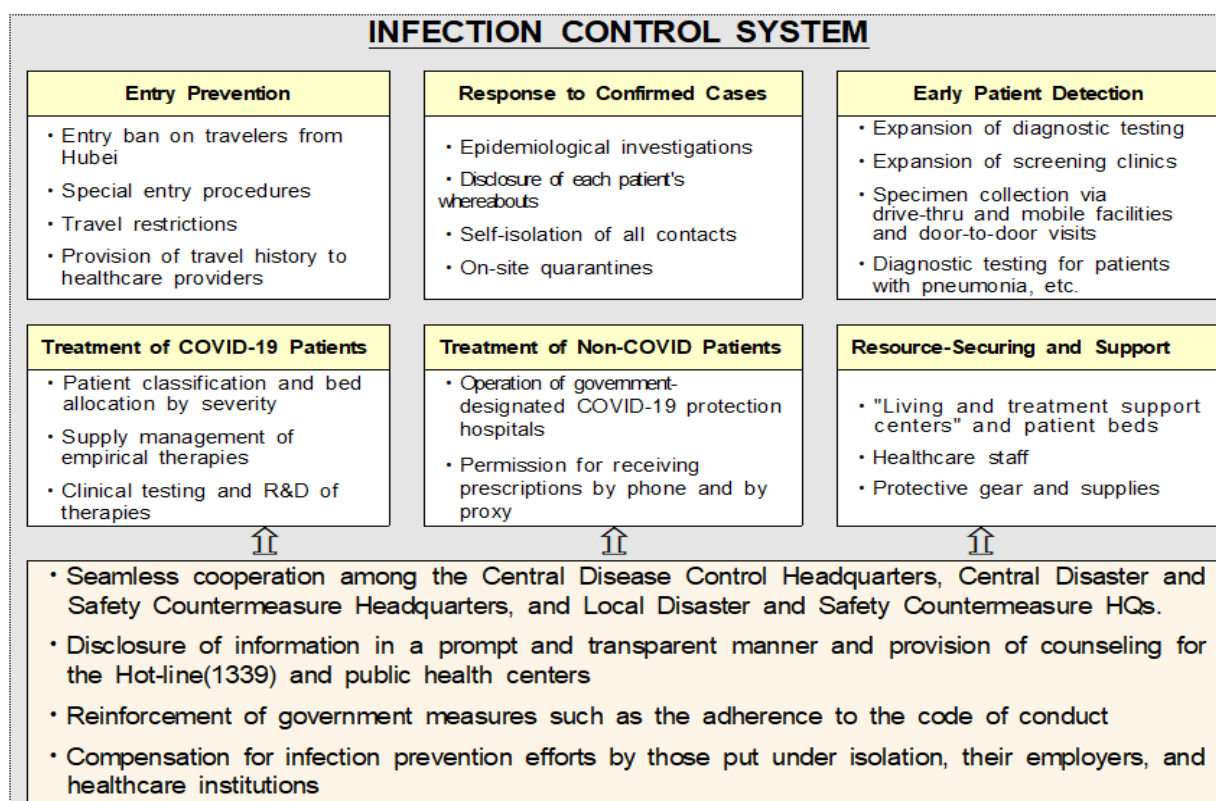 INFECTION CONTROL SYSTEM
Entry Prevention
• Entry ban on travelers from
Hubei
• Special entry procedures
• Travel restrictions
• Provision of travel history to
healthcare providers
Response to Confirmed Cases
• Epidemiological investigations
• Disclosure of each patient's
whereabouts
• Self-isolation of all contacts
• On-site quarantines
Early Patient Detection
• Expansion of diagnostic testing
• Expansion of screening clinics
• Specimen collection via
drive-thru and mobile facilities
and door-to-door visits
• Diagnostic testing for patients
with pneumonia, etc.
Treatment of COVID-19 Patients
• Patient classification and bed
allocation by severity
• Supply management of
empirical therapies
• Clinical testing and R&D of
therapies
Treatment of Non-COVID Patients
• Operation of government-
designated COVID-19 protection
hospitals
• Permission for receiving
prescriptions by phone and by
proxy
Resource-Securing and Support
• "Living and treatment support
centers" and patient beds
• Healthcare staff
• Protective gear and supplies
• Seamless cooperation among the Central Disease Control Headquarters, Central Disaster and
Safety Countermeasure Headquarters, and Local Disaster and Safety Countermeasure HQs.
• Disclosure of information in a prompt and transparent manner and provision of counseling for
the Hot-line(1339) and public health centers
• Reinforcement of government measures such as the adherence to the code of conduct
• Compensation for infection prevention efforts by those put under isolation, their employers, and
healthcare institutions